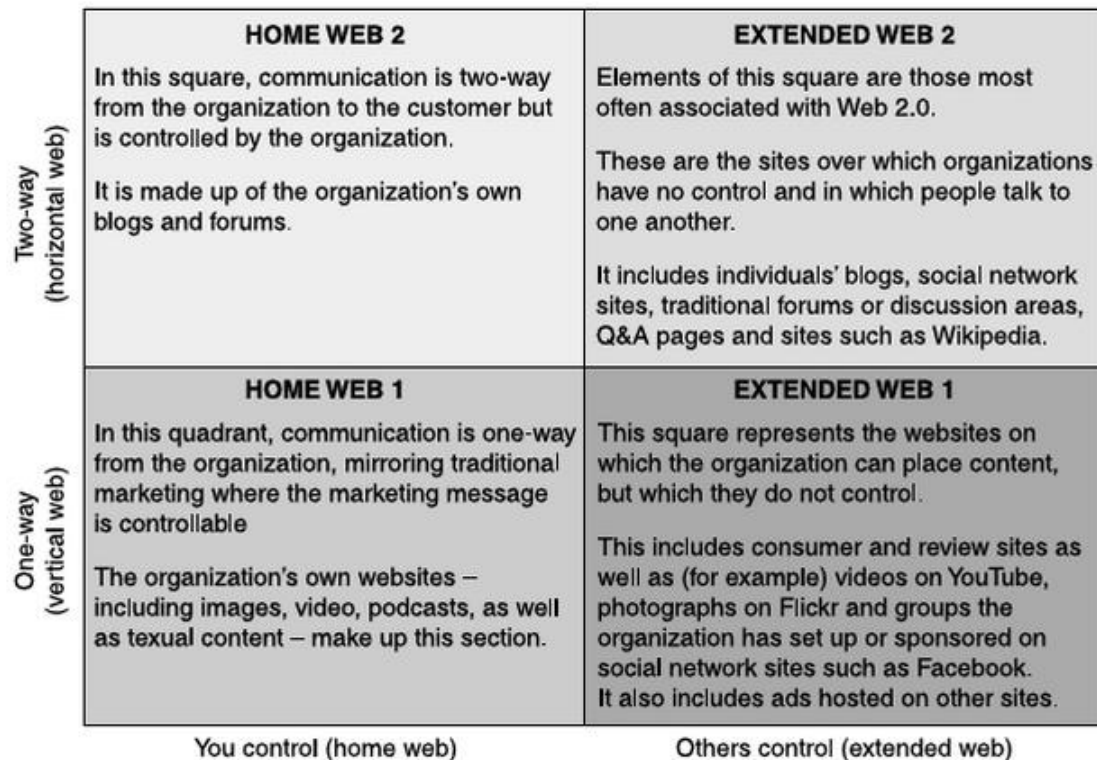 HOME WEB 2
In this square, communication is two-way
from the organization to the customer but
is controlled by the organization.
It is made up of the organization's own
blogs and forums.
EXTENDED WEB 2
Elements of this square are those most
often associated with Web 2.0.
These are the sites over which organizations
have no control and in which people talk to
one another.
It includes individuals' blogs, social network
sites, traditional forums or discussion areas,
Q&A pages and sites such as Wikipedia.
Two-way
(horizontal web)
HOME WEB 1
In this quadrant, communication is one-way
from the organization, mirroring traditional
marketing where the marketing message
is controllable
The organization's own websites –
including images, video, podcasts, as well
as texual content – make up this section.
EXTENDED WEB 1
This square represents the websites on
which the organization can place content,
but which they do not control.
This includes consumer and review sites as
well as (for example) videos on YouTube,
photographs on Flickr and groups the
organization has set up or sponsored on
social network sites such as Facebook.
It also includes ads hosted on other sites.
One-way
(vertical web)
You control (home web)
Others control (extended web)